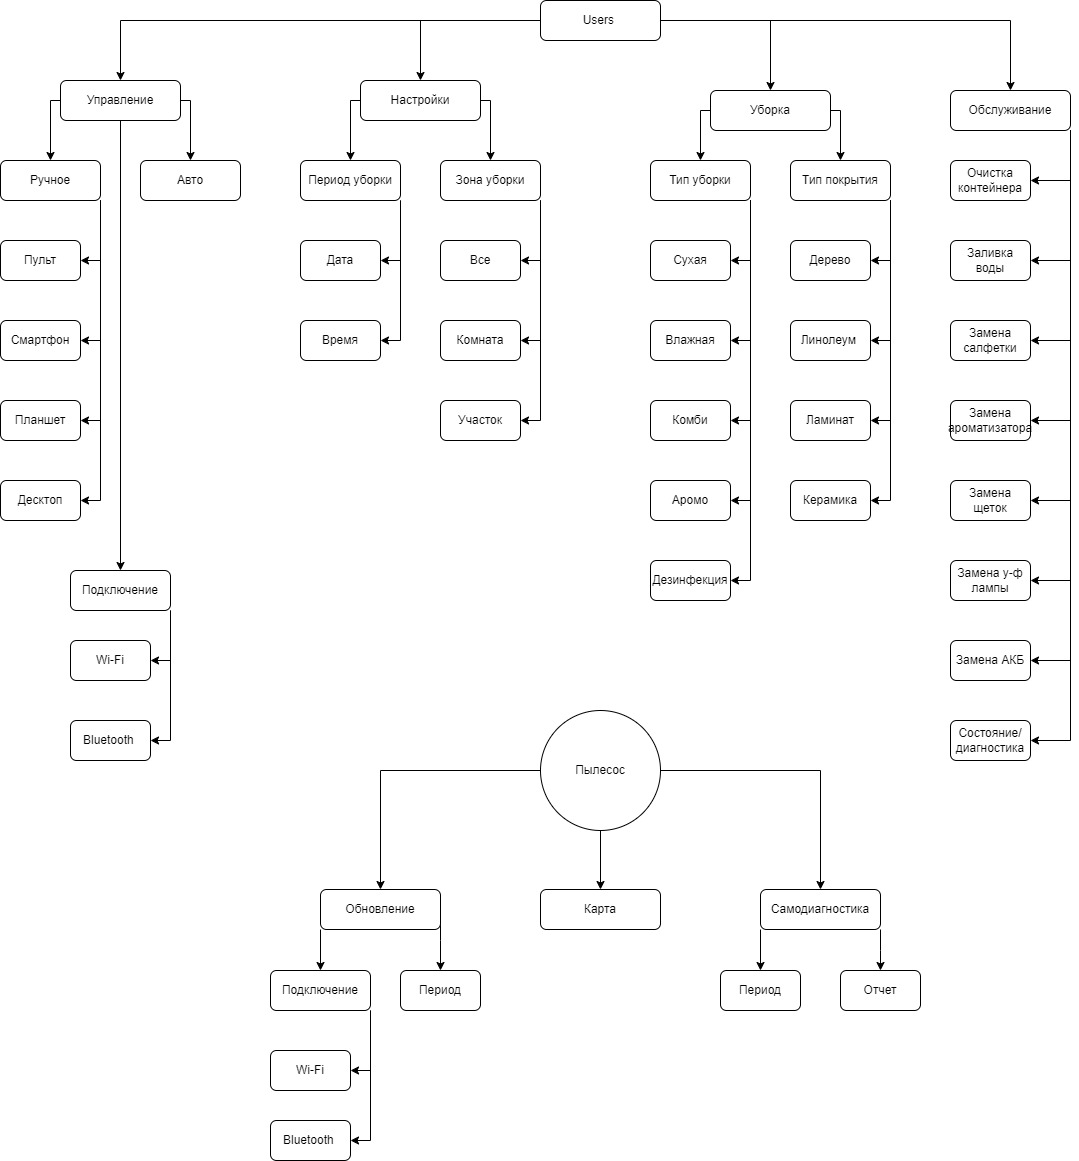 Users
Управление
Настройки
Уборка
Обслуживание
Ручное
Авто
Период уборки
Зона уборки
Тип уборки
Тип покрытия
Очистка
контейнера
Пульт
Дата
Все
Сухая
Дерево
Заливка
воды
Смартфон
Время
Комната
Влажная
Линолеум
Замена
салфетки
Планшет
Участок
Комби
Ламинат
Замена
ароматизатора
Десктоп
Аромо
Керамика
Замена
щеток
Подключение
Дезинфекция
Замена у-ф
лампы
Wi-Fi
Замена АКБ
Bluetooth
Состояние/
диагностика
Пылесос
Обновление
Карта
Самодиагностика
Подключение
Период
Период
Отчет
Wi-Fi
Bluetooth